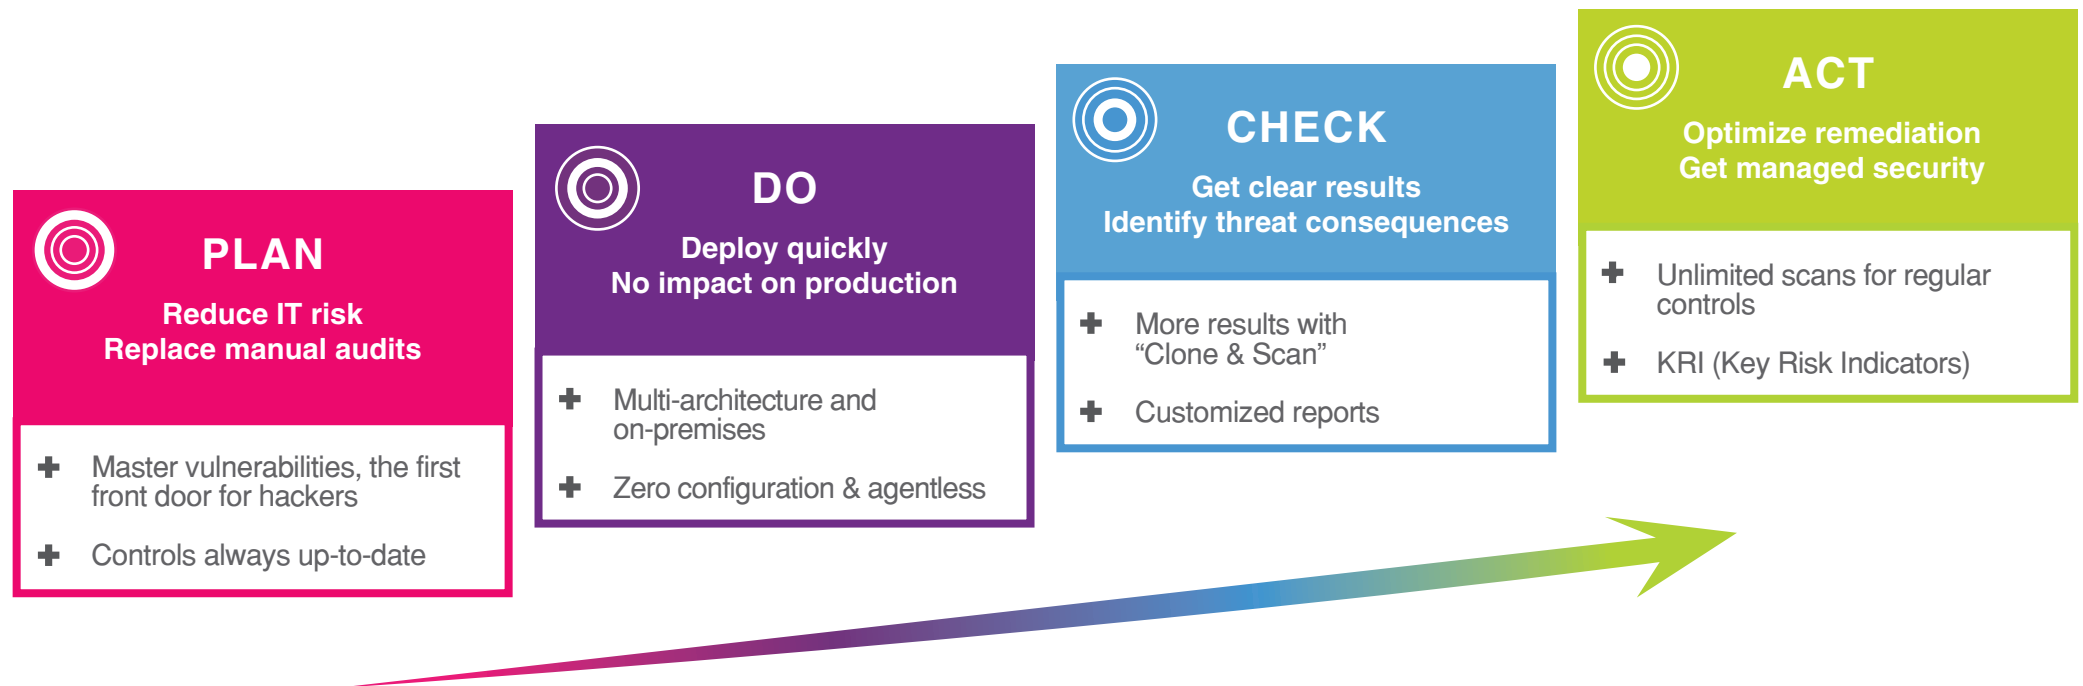 PLAN
Reduce IT risk
Replace manual audits
Master vulnerabilities, the first
front door for hackers
Controls always up-to-date
DO
Deploy quickly
No impact on production
Multi-architecture and
on-premises
Zero configuration & agentless
CHECK
Get clear results
Identify threat consequences
More results with
“Clone & Scan”
Customized reports
ACT
Optimize remediation
Get managed security
Unlimited scans for regular
controls
KRI (Key Risk Indicators)